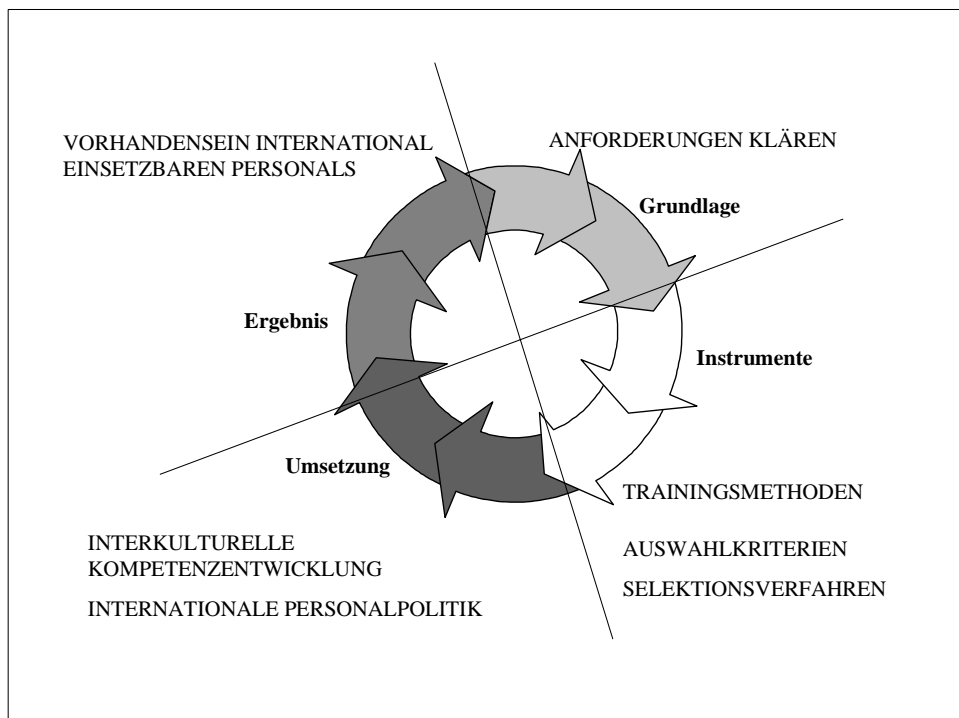 VORHANDENSEIN INTERNATIONAL
EINSETZBAREN PERSONALS
ANFORDERUNGEN KLÄREN
Grundlage
Ergebnis
Instrumente
Umsetzung
TRAININGSMETHODEN
AUSWAHLKRITERIEN
SELEKTIONSVERFAHREN
INTERKULTURELLE
KOMPETENZENTWICKLUNG
INTERNATIONALE PERSONALPOLITIK